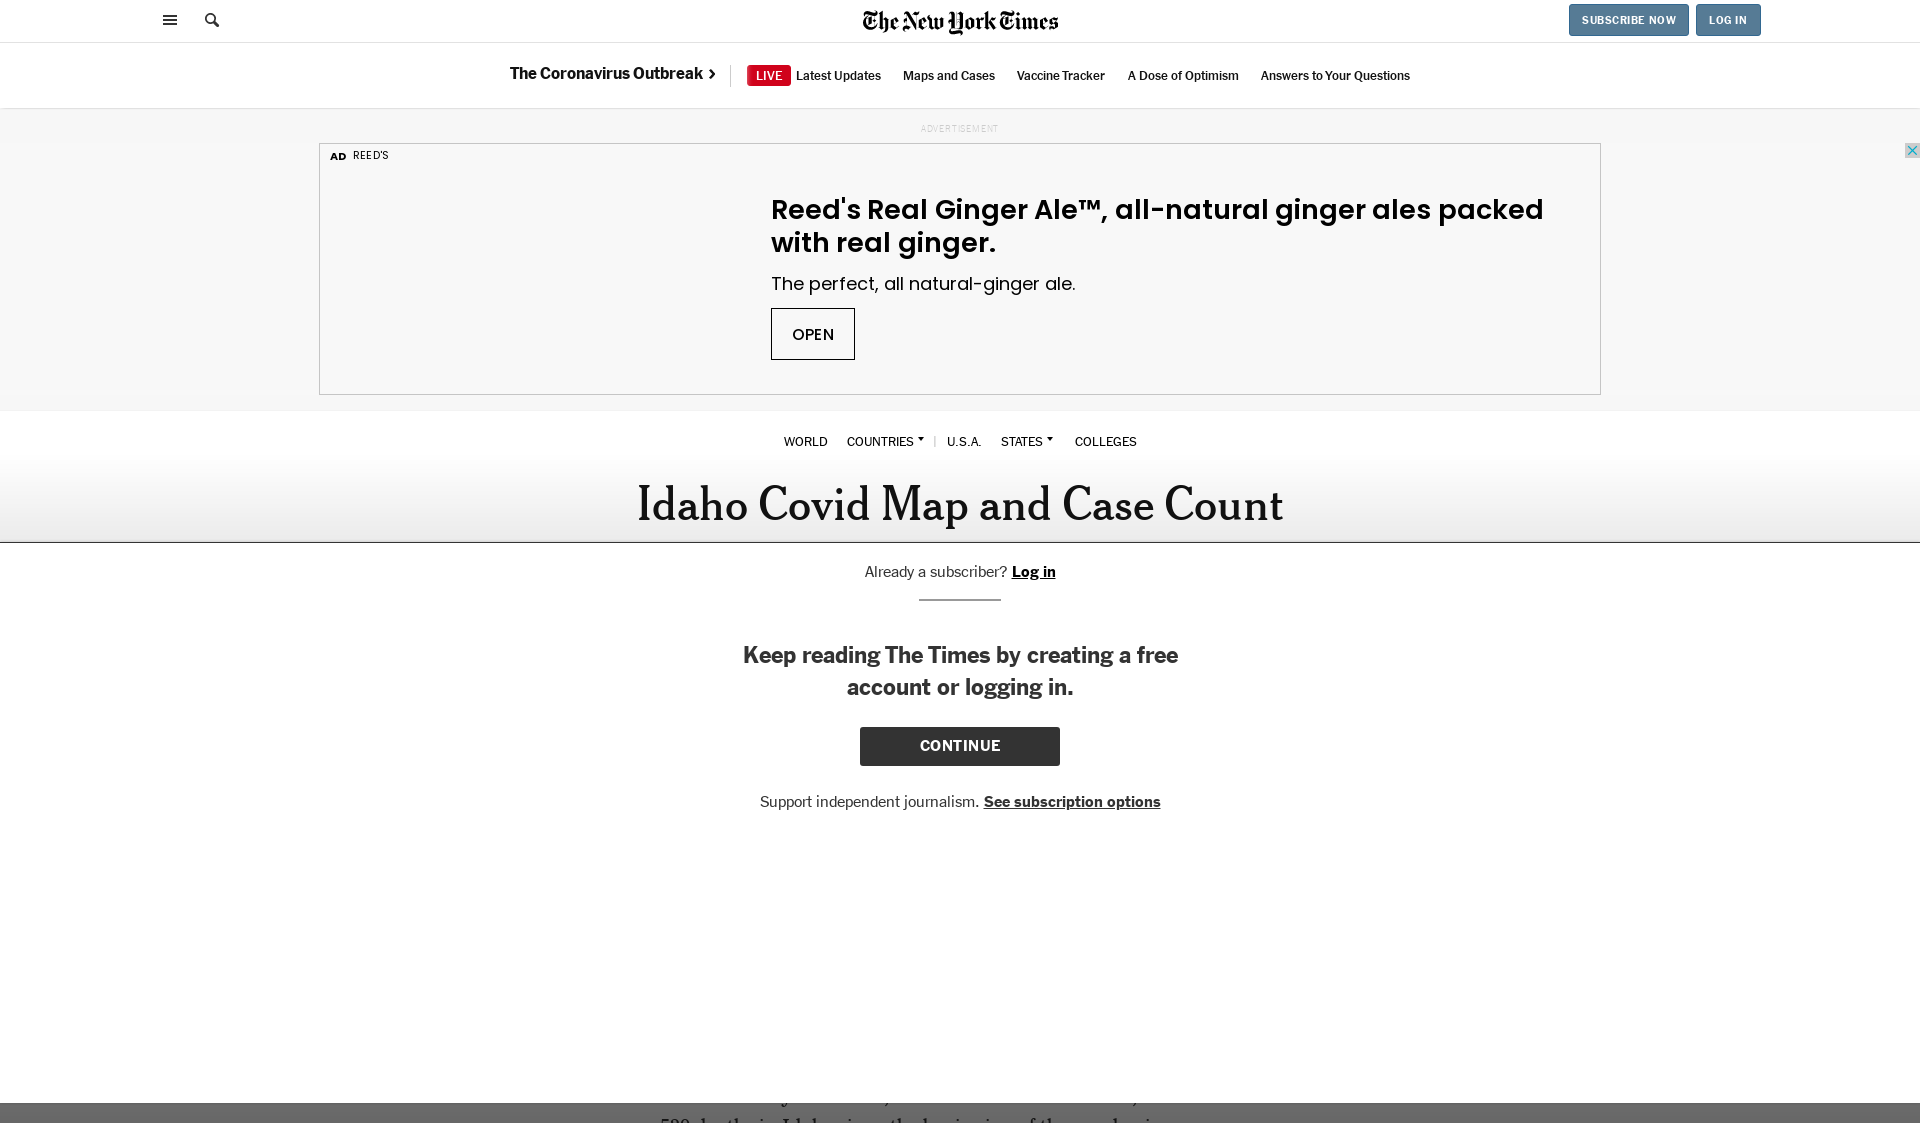 The New York Times
SUBSCRIBE NOW
LOG IN
The Coronavirus Outbreak ›
LIVE Latest Updates
Maps and Cases
Vaccine Tracker
A Dose of Optimism
Answers to Your Questions
ADVERTISEMENT
AD REED'S
Reed's Real Ginger Ale™, all-natural ginger ales packed
with real ginger.
The perfect, all natural-ginger ale.
OPEN
WORLD
COUNTRIES
U.S.A.
STATES
COLLEGES
Idaho Covid Map and Case Count
Already a subscriber? Log in
Keep reading The Times by creating a free
account or logging in.
CONTINUE
Support independent journalism. See subscription options